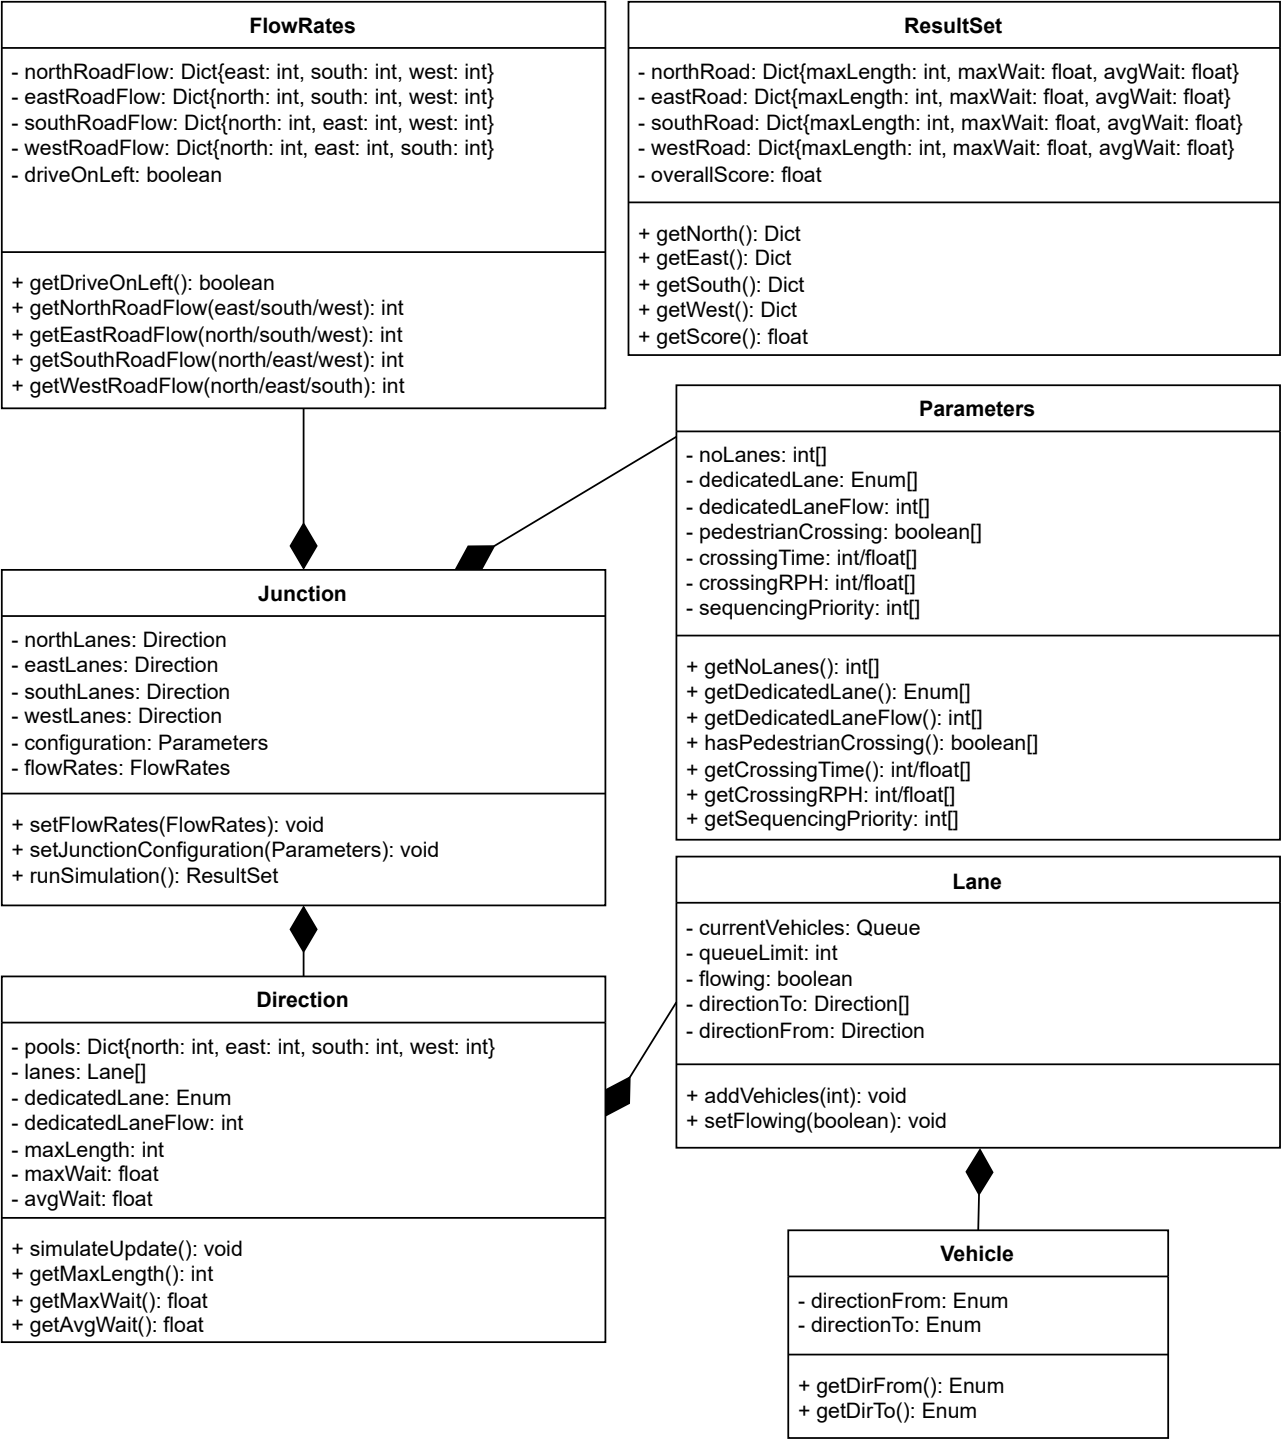 FlowRates
- northRoadFlow: Dict{east: int, south: int, west: int}
- eastRoadFlow: Dict{north: int, south: int, west: int}
- southRoadFlow: Dict{north: int, east: int, west: int}
- westRoadFlow: Dict{north: int, east: int, south: int}
- driveOnLeft: boolean
+ getDriveOnLeft(): boolean
+ getNorthRoadFlow(east/south/west): int
+ getEastRoadFlow(north/south/west): int
+ getSouthRoadFlow(north/east/west): int
+ getWestRoadFlow(north/east/south): int
ResultSet
- northRoad: Dict{maxLength: int, maxWait: float, avgWait: float}
- eastRoad: Dict{maxLength: int, maxWait: float, avgWait: float}
- southRoad: Dict{maxLength: int, maxWait: float, avgWait: float}
- westRoad: Dict{maxLength: int, maxWait: float, avgWait: float}
- overallScore: float
+ getNorth(): Dict
+ getEast(): Dict
+ getSouth(): Dict
+ getWest(): Dict
+ getScore(): float
Parameters
- noLanes: int[]
- dedicatedLane: Enum[]
- dedicatedLaneFlow: int[]
- pedestrianCrossing: boolean[]
- crossingTime: int/float[]
- crossingRPH: int/float[]
- sequencingPriority: int[]
+ getNoLanes(): int[]
+ getDedicatedLane(): Enum[]
+ getDedicatedLaneFlow(): int[]
+ hasPedestrianCrossing(): boolean[]
+ getCrossingTime(): int/float[]
+ getCrossingRPH: int/float[]
+ getSequencingPriority: int[]
Junction
- northLanes: Direction
- eastLanes: Direction
- southLanes: Direction
- westLanes: Direction
- configuration: Parameters
- flowRates: FlowRates
+ setFlowRates(FlowRates): void
+ setJunctionConfiguration(Parameters): void
+ runSimulation(): ResultSet
Lane
- currentVehicles: Queue
- queueLimit: int
- flowing: boolean
- directionTo: Direction[]
- directionFrom: Direction
+ addVehicles(int): void
+ setFlowing(boolean): void
Direction
- pools: Dict{north: int, east: int, south: int, west: int}
- lanes: Lane[]
- dedicatedLane: Enum
- dedicatedLaneFlow: int
- maxLength: int
- maxWait: float
- avgWait: float
+ simulateUpdate(): void
+ getMaxLength(): int
+ getMaxWait(): float
+ getAvgWait(): float
Vehicle
- directionFrom: Enum
- directionTo: Enum
+ getDirFrom(): Enum
+ getDirTo(): Enum